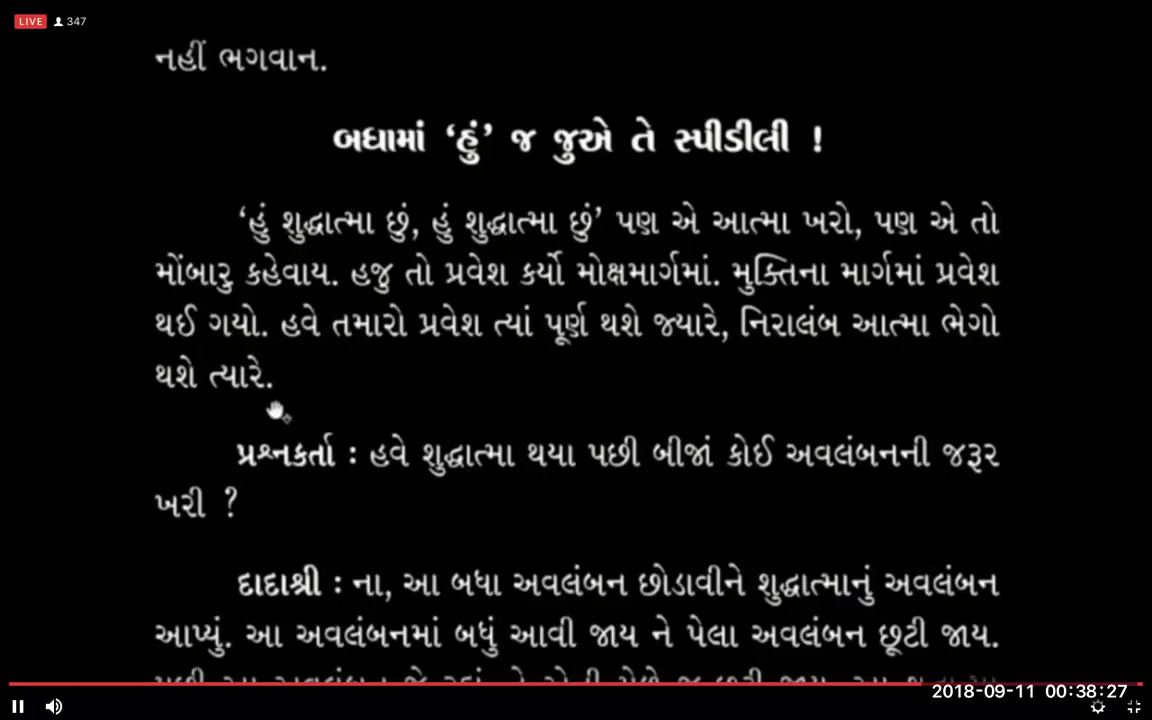 LIVE 347
નહીં ભગવાન.
બધામાં ‘હું’ જ જુએ તે સ્પીડીલી !
‘હું શુદ્ધાત્મા છું, હું શુદ્ધાત્મા છું’ પણ એ આત્મા ખરો, પણ એ તો
મોંબારુ કહેવાય. હજુ તો પ્રવેશ કર્યો મોક્ષમાર્ગમાં. મુક્તિના માર્ગમાં પ્રવેશ
થઈ ગયો. હવે તમારો પ્રવેશ ત્યાં પૂર્ણ થશે જ્યારે, નિરાલંબ આત્મા ભેગો
થશે ત્યારે.
પ્રશ્નકર્તા : હવે શુદ્ધાત્મા થયા પછી બીજાં કોઈ અવલંબનની જરૂર
ખરી ?
દાદાશ્રી : ના, આ બધા અવલંબન છોડાવીને શુદ્ધાત્માનું અવલંબન
આપ્યું. આ અવલંબનમાં બધું આવી જાય ને પેલા અવલંબન છૂટી જાય.
2018-09-11 00:38:27